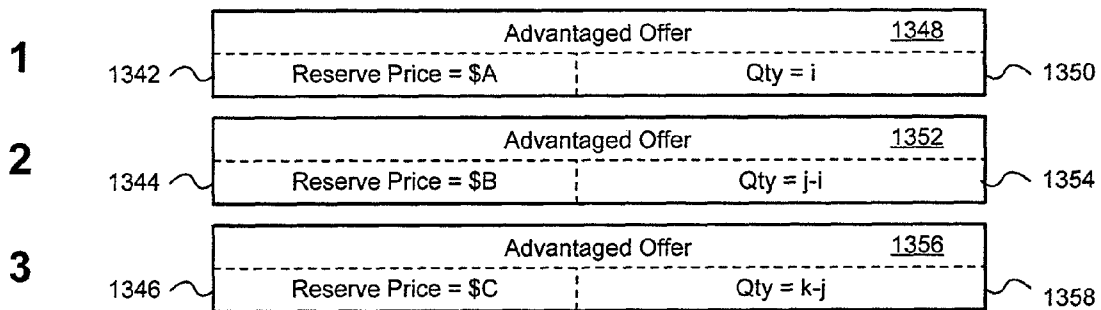 1
Advantaged Offer 1348
1342 Reserve Price = $A Qty = i 1350
2
Advantaged Offer 1352
1344 Reserve Price = $B Qty = j-i 1354
3
Advantaged Offer 1356
1346 Reserve Price = $C Qty = k-j 1358